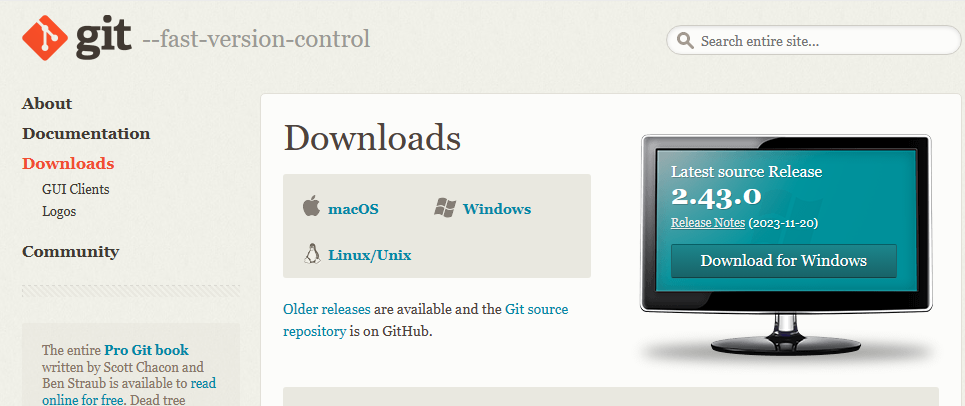 git --fast-version-control
Search entire site...
About
Documentation
Downloads
GUI Clients
Logos
Community
The entire Pro Git book
written by Scott Chacon and
Ben Straub is available to read
online for free. Dead tree
Downloads
macOS
Windows
Linux/Unix
Older releases are available and the Git source
repository is on GitHub.
Latest source Release
2.43.0
Release Notes (2023-11-20)
Download for Windows